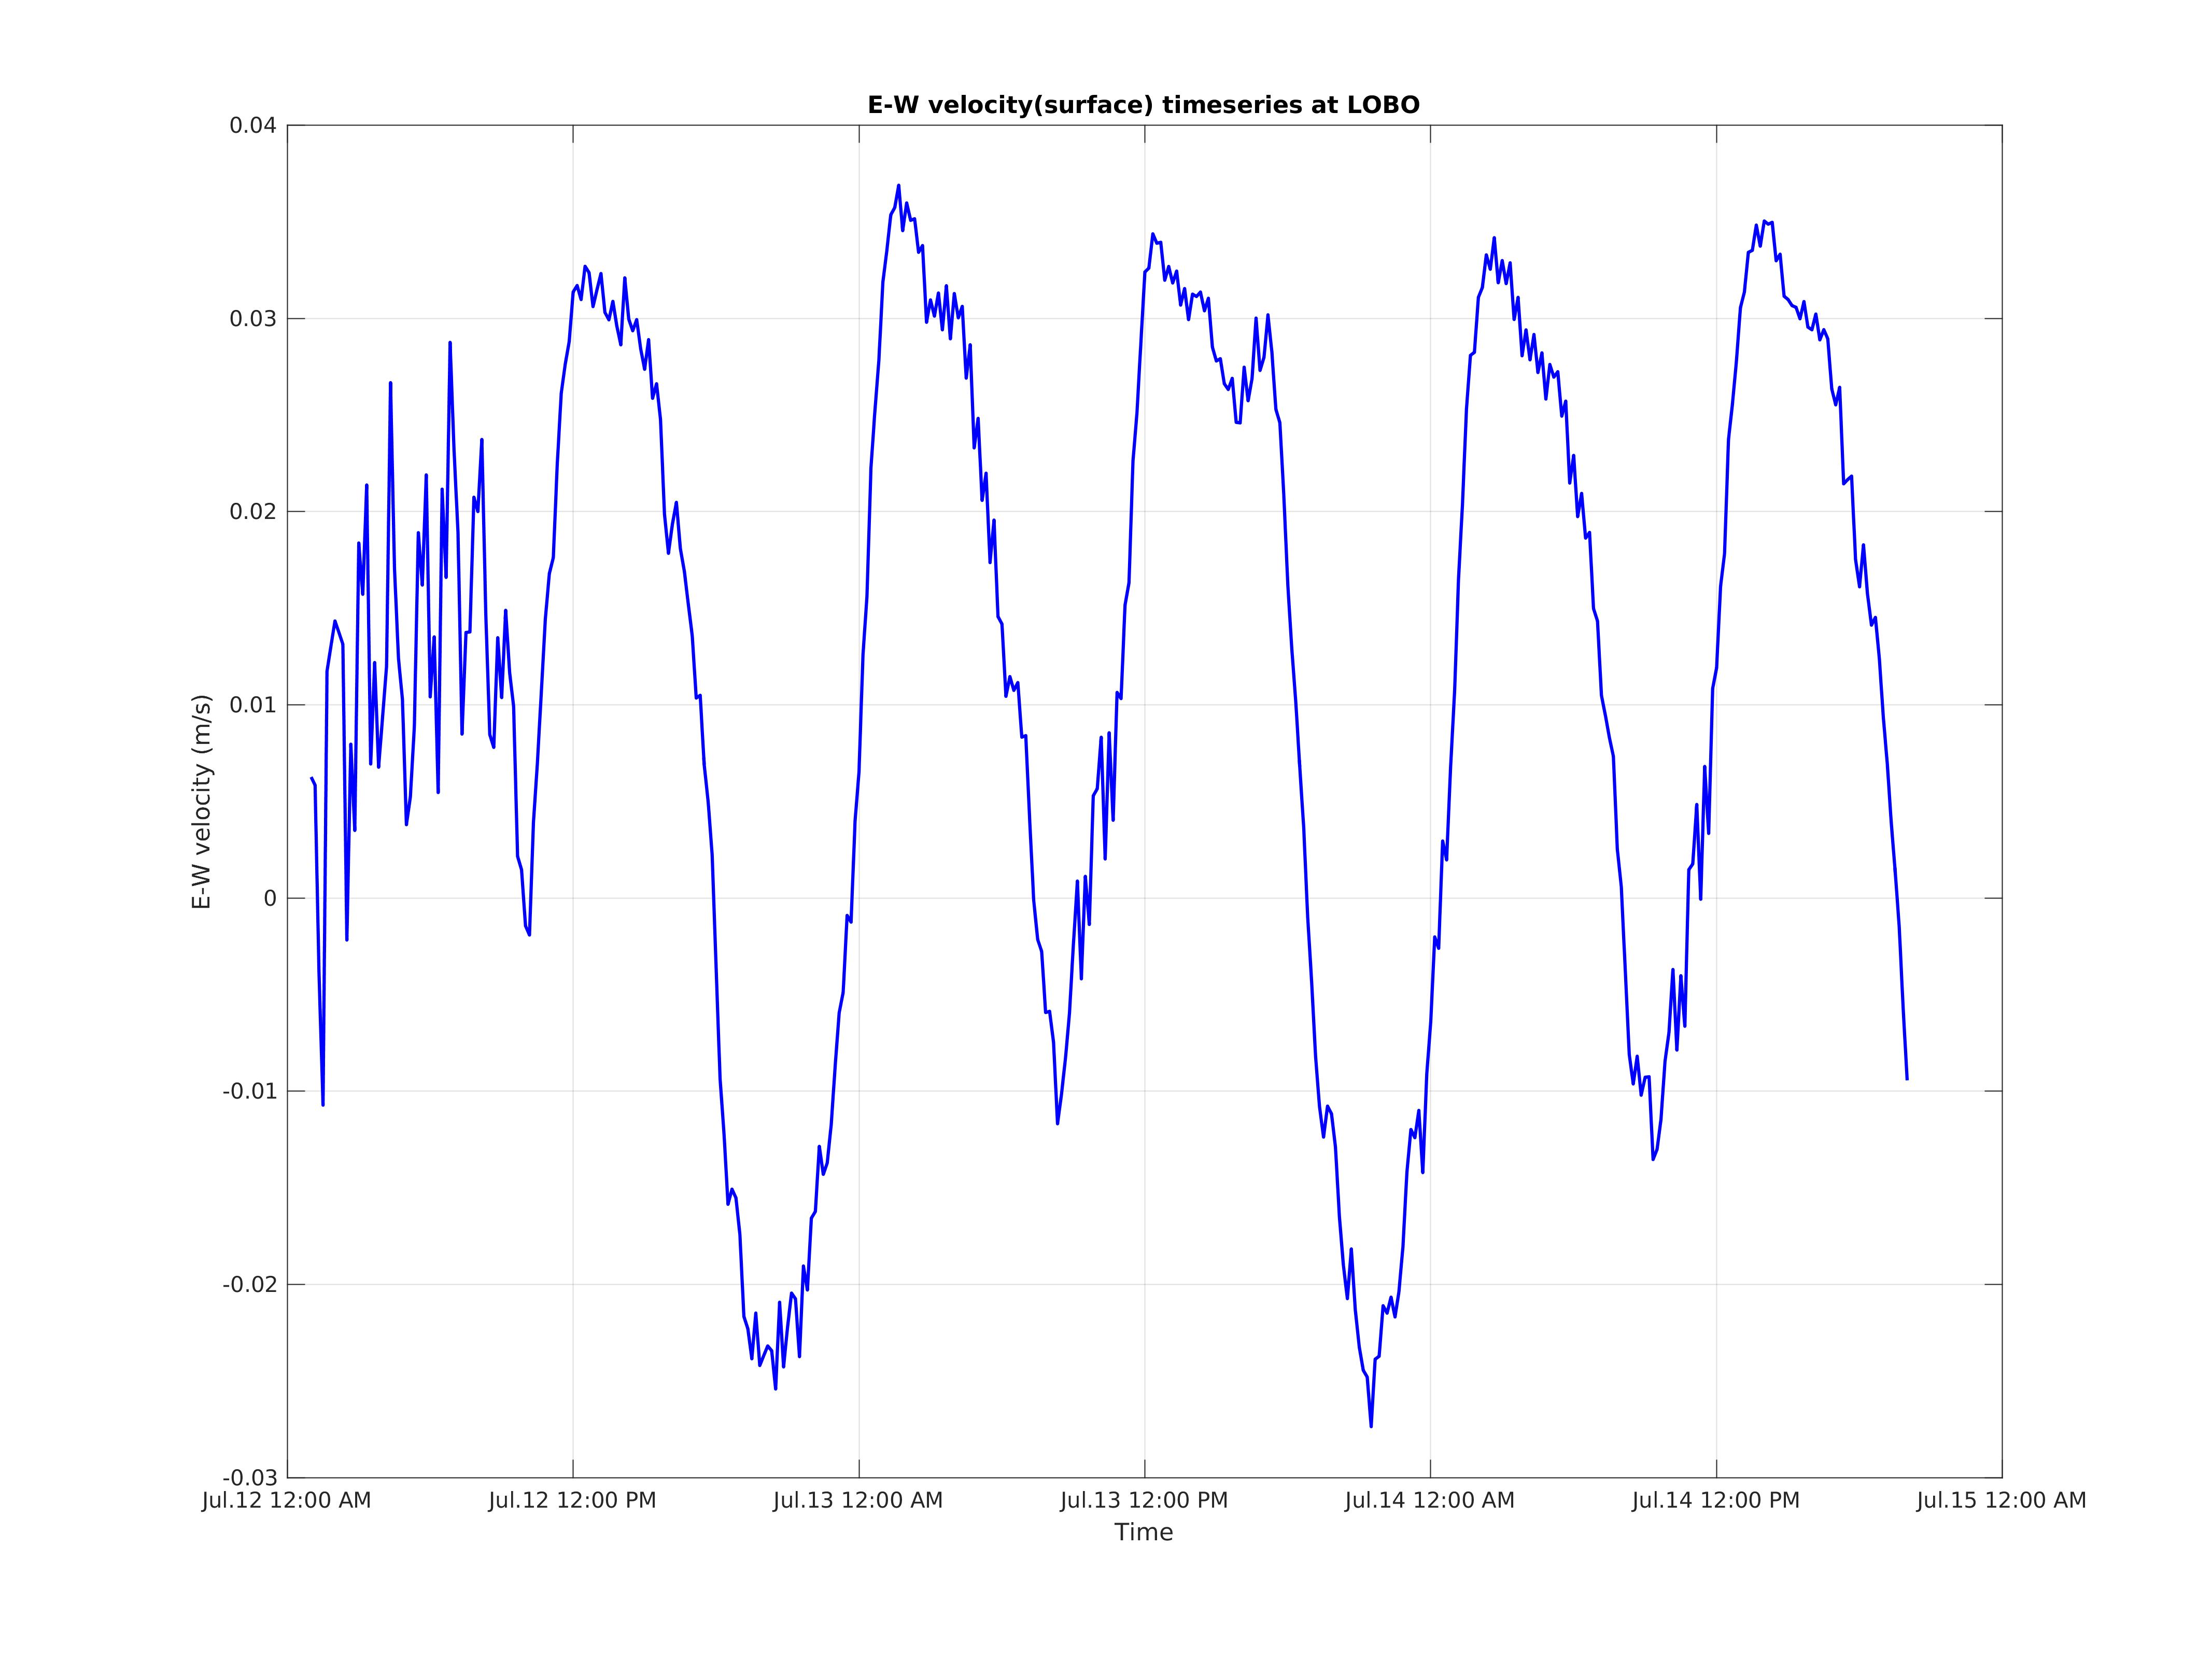 E-W velocity(surface) timeseries at LOBO
0.04
0.03
0.02
0.01
0
-0.01
-0.02
-0.03
E-W velocity (m/s)
Jul.12 12:00 AM Jul.12 12:00 PM Jul.13 12:00 AM Jul.13 12:00 PM Jul.14 12:00 AM Jul.14 12:00 PM Jul.15 12:00 AM
Time